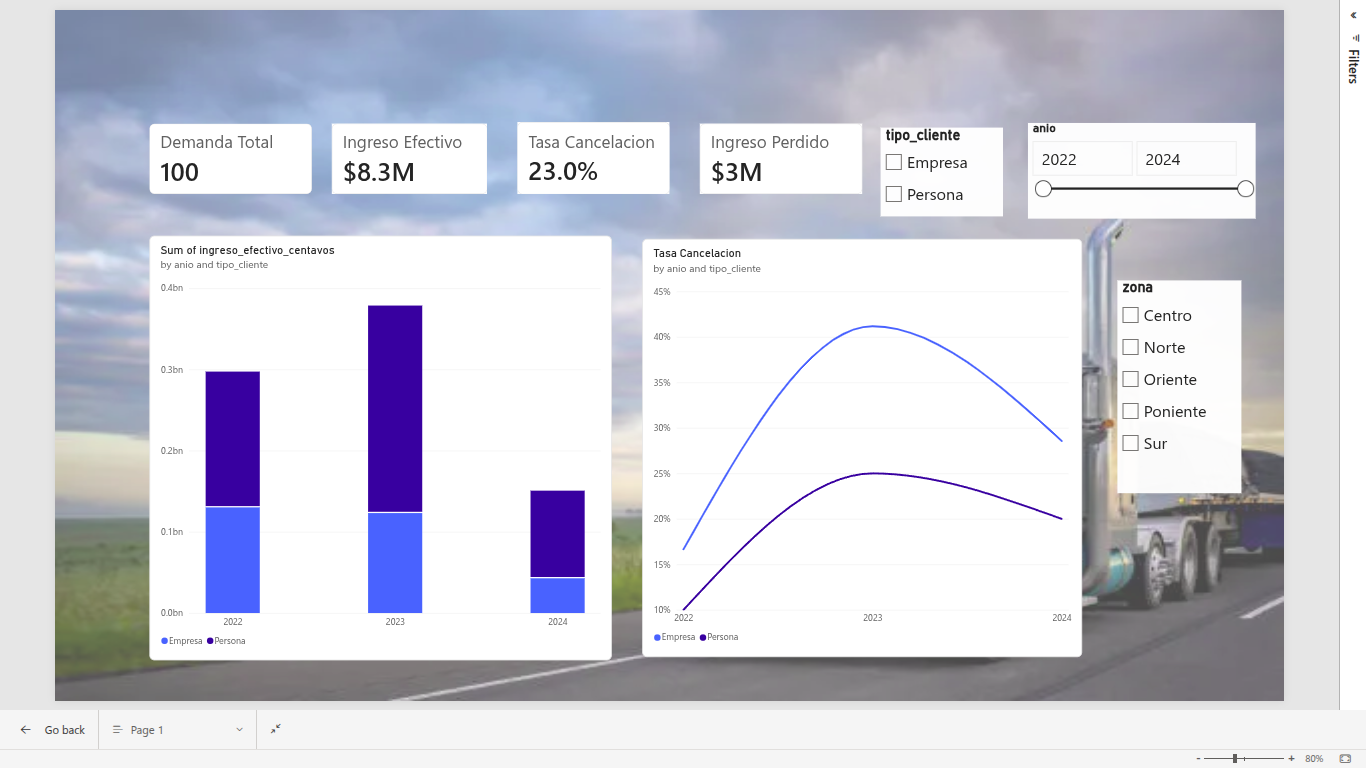 Filters
Demanda Total
100
Ingreso Efectivo
$8.3M
Tasa Cancelacion
23.0%
Ingreso Perdido
$3M
tipo_cliente
Empresa
Persona
anio
2022
2024
Sum of ingreso_efectivo_centavos
by anio and tipo_cliente
0.4bn
0.3bn
0.2bn
0.1bn
0.0bn
2022
2023
2024
Empresa
Persona
Tasa Cancelacion
by anio and tipo_cliente
45%
40%
35%
30%
25%
20%
15%
10%
2022
2023
2024
Empresa
Persona
zona
Centro
Norte
Oriente
Poniente
Sur
Go back
Page 1
80%